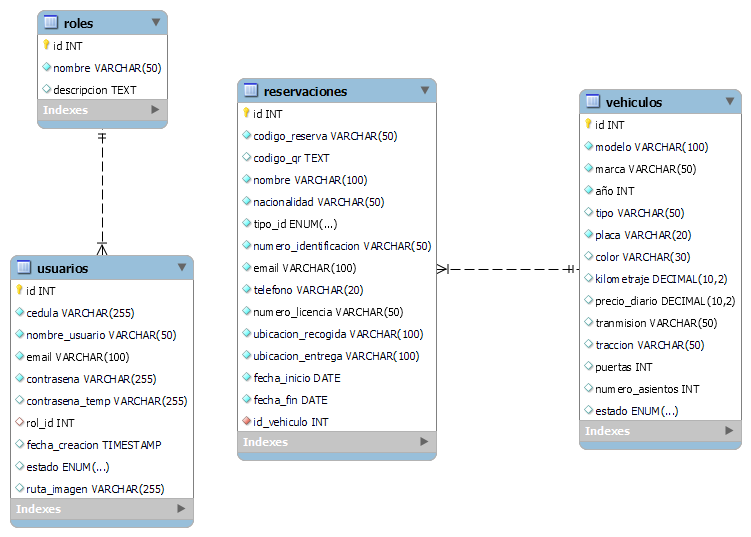 roles
id INT
nombre VARCHAR(50)
descripcion TEXT
Indexes
usuarios
id INT
cedula VARCHAR(255)
nombre_usuario VARCHAR(50)
email VARCHAR(100)
contrasena VARCHAR(255)
contrasena_temp VARCHAR(255)
rol_id INT
fecha_creacion TIMESTAMP
estado ENUM(...)
ruta_imagen VARCHAR(255)
Indexes
reservaciones
id INT
codigo_reserva VARCHAR(50)
codigo_qr TEXT
nombre VARCHAR(100)
nacionalidad VARCHAR(50)
tipo_id ENUM(...)
numero_identificacion VARCHAR(50)
email VARCHAR(100)
telefono VARCHAR(20)
numero_licencia VARCHAR(50)
ubicacion_recogida VARCHAR(100)
ubicacion_entrega VARCHAR(100)
fecha_inicio DATE
fecha_fin DATE
id_vehiculo INT
Indexes
vehiculos
id INT
modelo VARCHAR(100)
marca VARCHAR(50)
año INT
tipo VARCHAR(50)
placa VARCHAR(20)
color VARCHAR(30)
kilometraje DECIMAL(10,2)
precio_diario DECIMAL(10,2)
tranmision VARCHAR(50)
traccion VARCHAR(50)
puertas INT
numero_asientos INT
estado ENUM(...)
Indexes